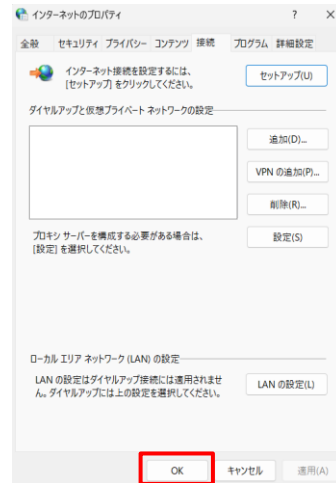 インターネットのプロパティ
?
×
全般 セキュリティ プライバシー コンテンツ 接続 プログラム 詳細設定
インターネット接続を設定するには、
[セットアップ] をクリックしてください。
セットアップ(U)
ダイヤルアップと仮想プライベート ネットワークの設定
追加(D)...
VPN の追加(P)...
削除(R)...
プロキシ サーバーを構成する必要がある場合は、
[設定] を選択してください。
設定(S)
ローカル エリア ネットワーク (LAN) の設定
LAN の設定はダイヤルアップ接続には適用されませ
ん。ダイヤルアップには上の設定を選択してください。
LAN の設定(L)
OK キャンセル 適用(A)